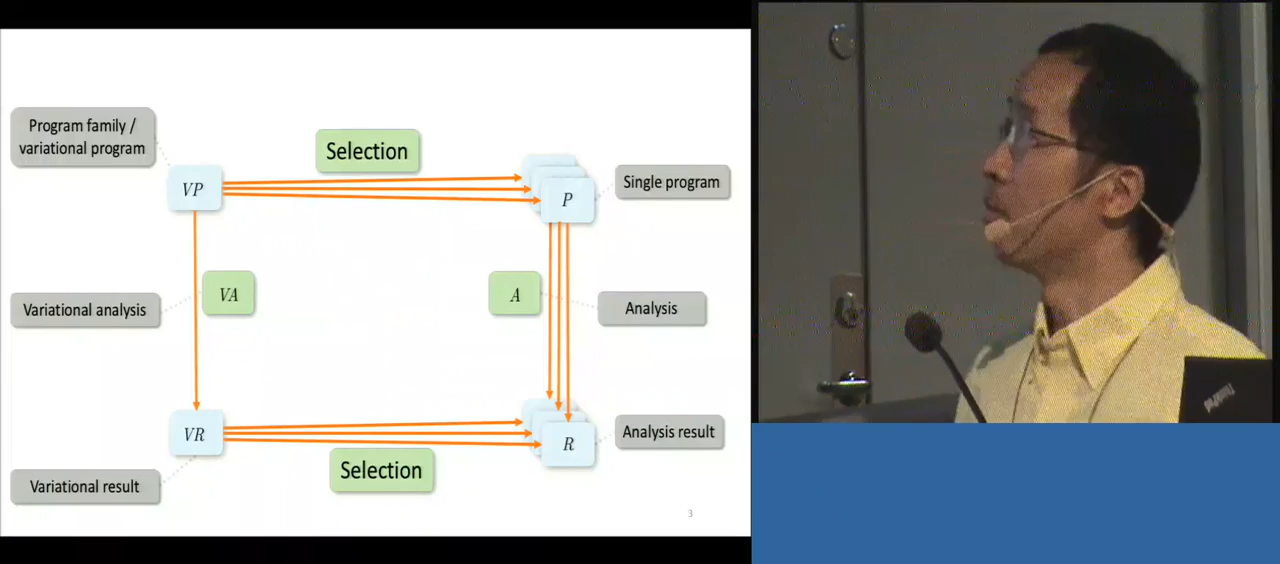 Program family /
variational program
Selection
VP
P
Single program
Variational analysis
VA
A
Analysis
VR
R
Analysis result
Selection
Variational result
3